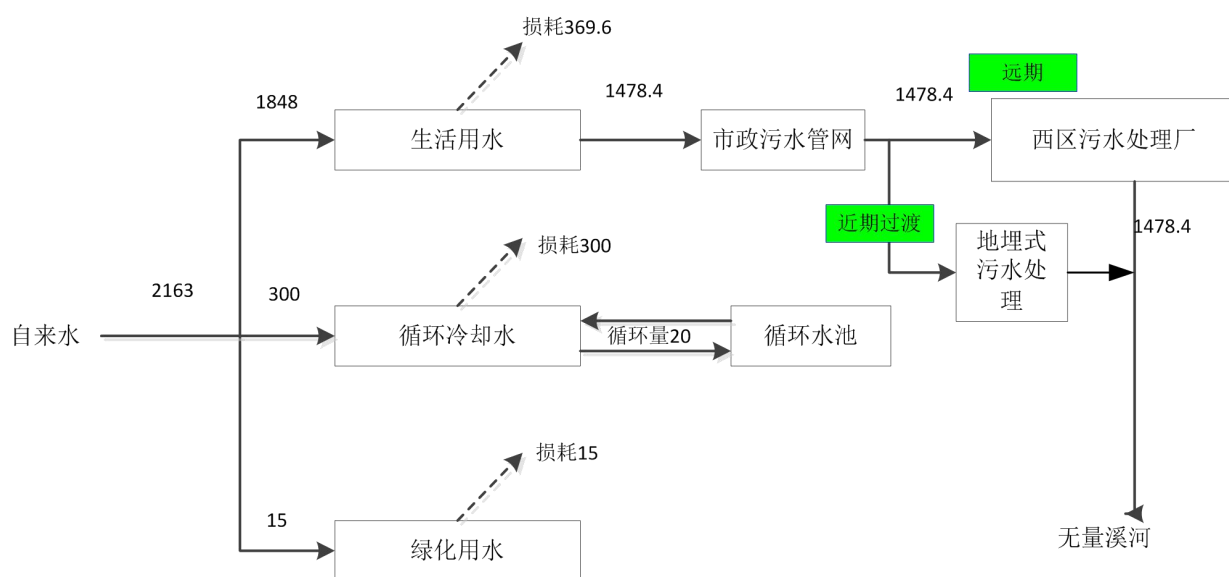 损耗369.6
远期
1848
1478.4
1478.4
生活用水
市政污水管网
西区污水处理厂
近期过渡
1478.4
地埋式
污水处
理
损耗300
2163
300
自来水
循环冷却水
循环量20
循环水池
损耗15
15
绿化用水
无量溪河